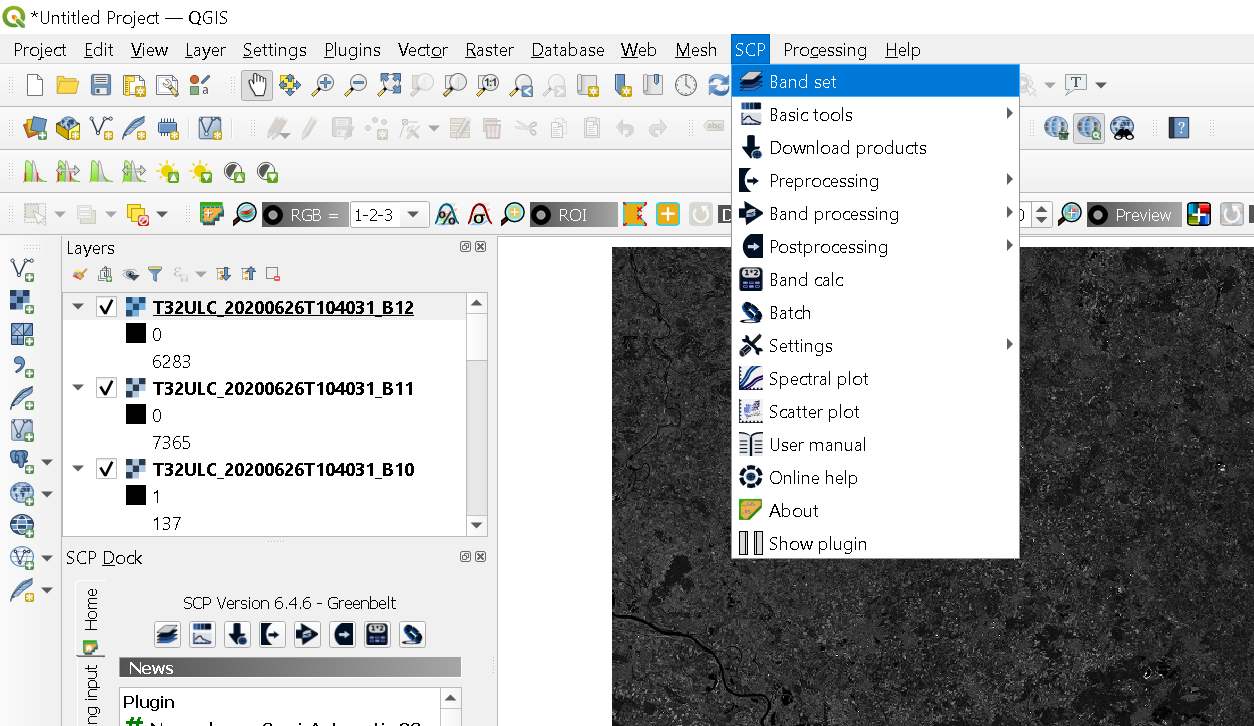 *Untitled Project — QGIS
Project Edit View Layer Settings Plugins Vector Raster Database Web Mesh SCP Processing Help
Band set
Basic tools
Download products
Preprocessing
Band processing
Postprocessing
Band calc
Batch
Settings
Spectral plot
Scatter plot
User manual
Online help
About
Show plugin
RGB = 1-2-3 ROI Preview
Layers
T32ULC_20200626T104031_B12
0
6283
T32ULC_20200626T104031_B11
0
7365
T32ULC_20200626T104031_B10
1
137
SCP Dock
Home
SCP Version 6.4.6 - Greenbelt
News
Plugin